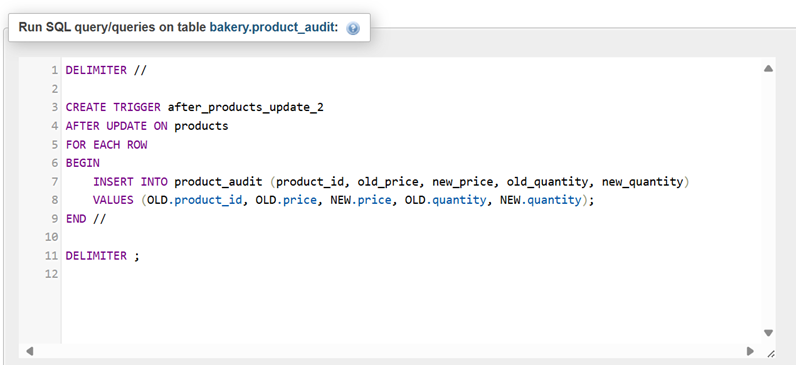 Run SQL query/queries on table bakery.product_audit:
1 DELIMITER //
2
3 CREATE TRIGGER after_products_update_2
4 AFTER UPDATE ON products
5 FOR EACH ROW
6 BEGIN
7     INSERT INTO product_audit (product_id, old_price, new_price, old_quantity, new_quantity)
8     VALUES (OLD.product_id, OLD.price, NEW.price, OLD.quantity, NEW.quantity);
9 END //
10
11 DELIMITER ;
12